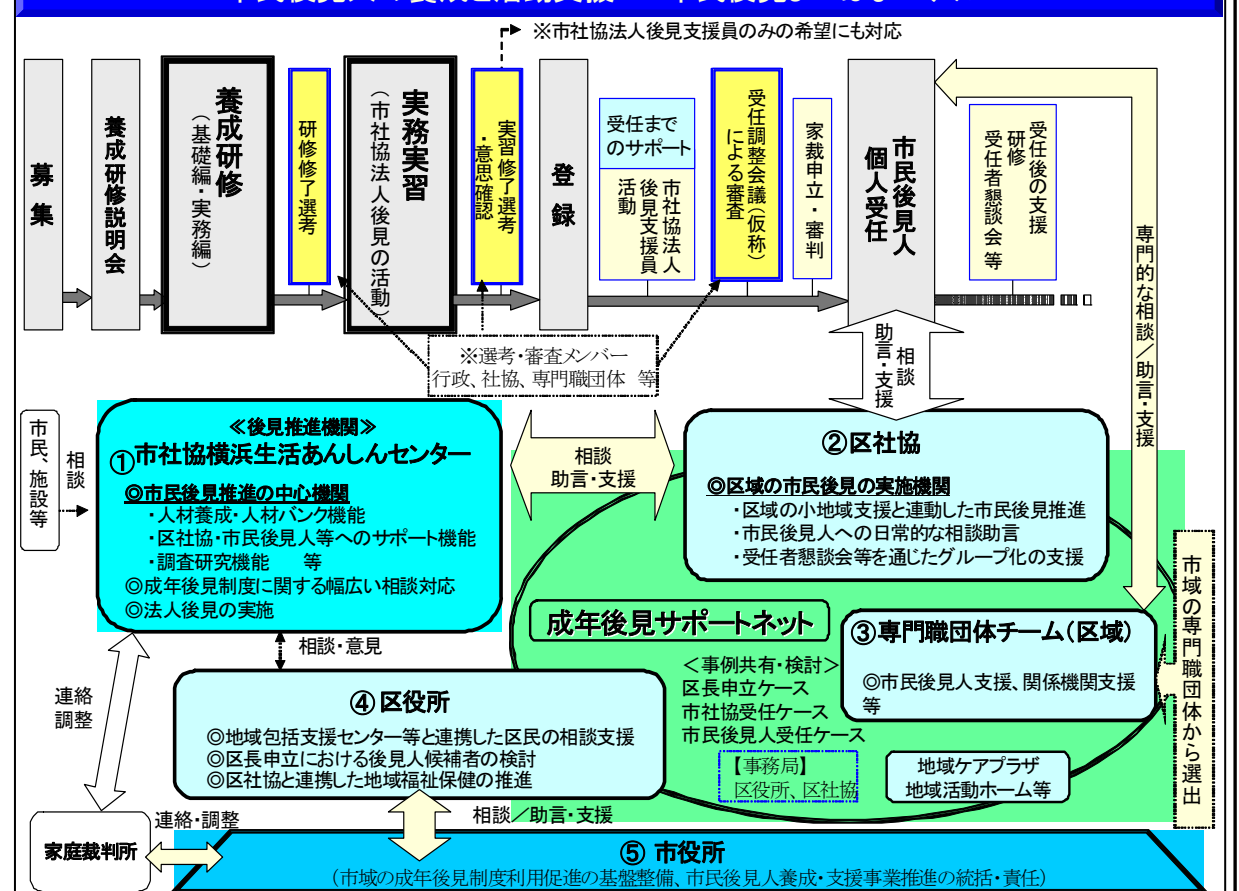 ※市社協法人後見支援員のみの希望にも対応
募集
養成研修説明会
養成研修
（基礎編・実務編）
研修修了選考
実務実習
（市社協法人後見の活動）
実習修了選考
・意思確認
登録
受任まで
のサポート
市社協法人
後見支援員
活動
受任調整会議（仮称）
による審査
家裁申立・審判
市民後見人
個人受任
受任後の支援
研修
受任者懇談会 等
専門的な相談／助言・支援
※選考・審査メンバー
行政、社協、専門職団体 等
相談
助言・支援
市民、施設等
相談
≪後見推進機関≫
①市社協横浜生活あんしんセンター
◎市民後見推進の中心機関
・人材養成・人材バンク機能
・区社協・市民後見人等へのサポート機能
・調査研究機能 等
◎成年後見制度に関する幅広い相談対応
◎法人後見の実施
相談
助言・支援
②区社協
◎区域の市民後見の実施機関
・区域の小地域支援と連動した市民後見推進
・市民後見人への日常的な相談助言
・受任者懇談会等を通じたグループ化の支援
成年後見サポートネット
＜事例共有・検討＞
区長申立ケース
市社協受任ケース
市民後見人受任ケース
【事務局】
区役所、区社協
③専門職団体チーム（区域）
◎市民後見人支援、関係機関支援
等
地域ケアプラザ
地域活動ホーム等
市域の専門職団体から選出
相談・意見
連絡
調整
④区役所
◎地域包括支援センター等と連携した区民の相談支援
◎区長申立における後見人候補者の検討
◎区社協と連携した地域福祉保健の推進
相談／助言・支援
連絡・調整
家庭裁判所
⑤ 市役所
（市域の成年後見制度利用促進の基盤整備、市民後見人養成・支援事業推進の統括・責任）